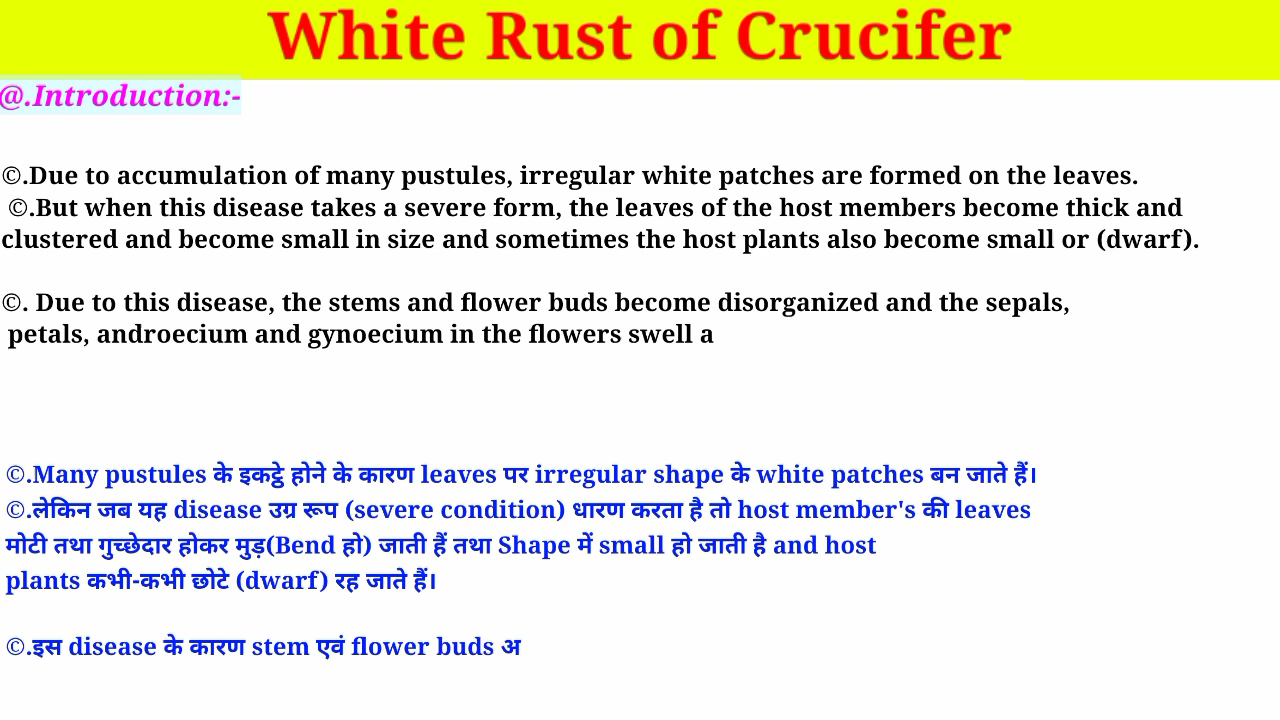 White Rust of Crucifer
@.Introduction:-
©.Due to accumulation of many pustules, irregular white patches are formed on the leaves.
©.But when this disease takes a severe form, the leaves of the host members become thick and
clustered and become small in size and sometimes the host plants also become small or (dwarf).
©. Due to this disease, the stems and flower buds become disorganized and the sepals,
petals, androecium and gynoecium in the flowers swell a
©.Many pustules के इकट्ठे होने के कारण leaves पर irregular shape के white patches बन जाते हैं।
©.लेकिन जब यह disease उग्र रूप (severe condition) धारण करता है तो host member's की leaves
मोटी तथा गुच्छेदार होकर मुड़(Bend हो) जाती हैं तथा Shape में small हो जाती है and host
plants कभी-कभी छोटे (dwarf) रह जाते हैं।
©.इस disease के कारण stem एवं flower buds अ